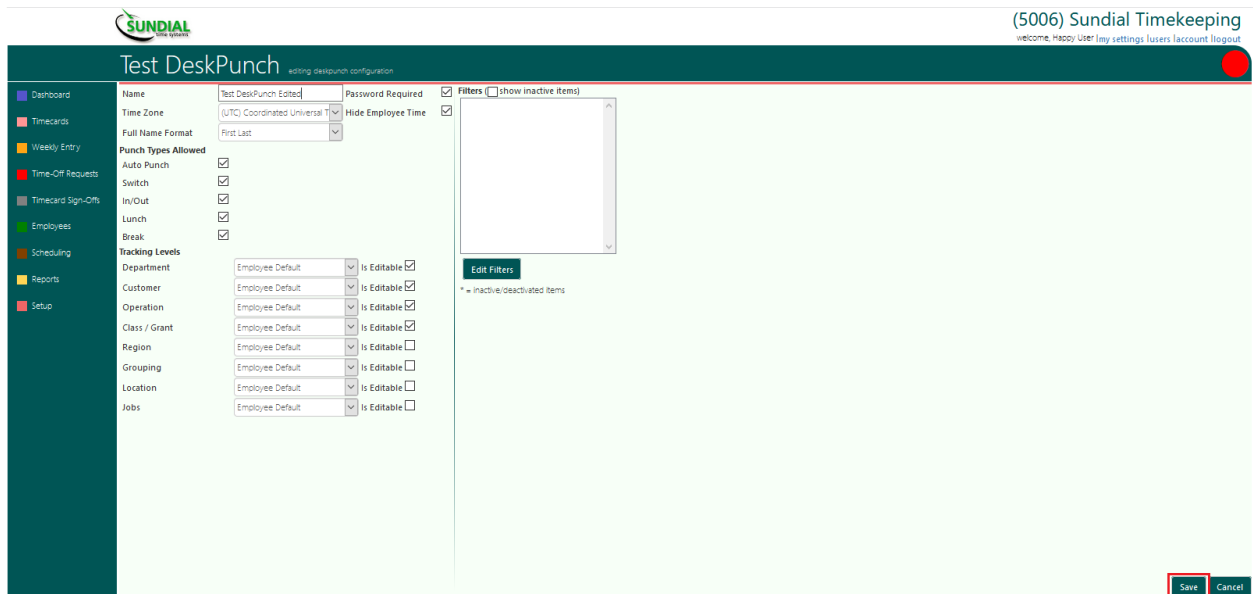 SUNDIAL
time systems
(5006) Sundial Timekeeping
welcome, Happy User |my settings |users |account |logout
Test DeskPunch editing deskpunch configuration
Dashboard
Timecards
Weekly Entry
Time-Off Requests
Timecard Sign-Offs
Employees
Scheduling
Reports
Setup
Name Test DeskPunch Edited Password Required
Time Zone (UTC) Coordinated Universal T Hide Employee Time
Full Name Format First Last
Punch Types Allowed
Auto Punch
Switch
In/Out
Lunch
Break
Tracking Levels
Department Employee Default Is Editable
Customer Employee Default Is Editable
Operation Employee Default Is Editable
Class / Grant Employee Default Is Editable
Region Employee Default Is Editable
Grouping Employee Default Is Editable
Location Employee Default Is Editable
Jobs Employee Default Is Editable
Filters ( show inactive items)
Edit Filters
* = inactive/deactivated items
Save Cancel